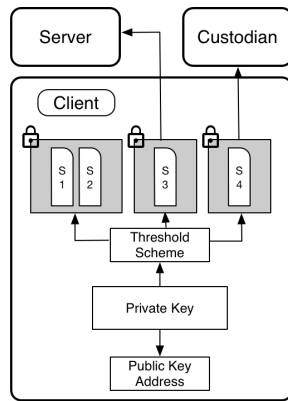 Server
Custodian
Client
S
1
S
2
S
3
S
4
Threshold
Scheme
Private Key
Public Key
Address